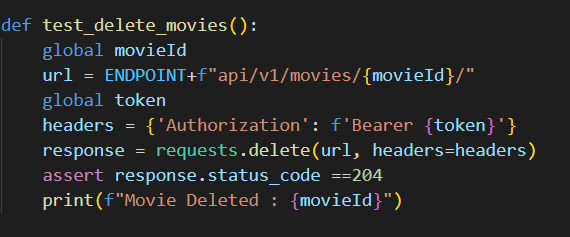 def test_delete_movies():
    global movieId
    url = ENDPOINT+f"api/v1/movies/{movieId}/"
    global token
    headers = {'Authorization': f'Bearer {token}'}
    response = requests.delete(url, headers=headers)
    assert response.status_code ==204
    print(f"Movie Deleted : {movieId}")